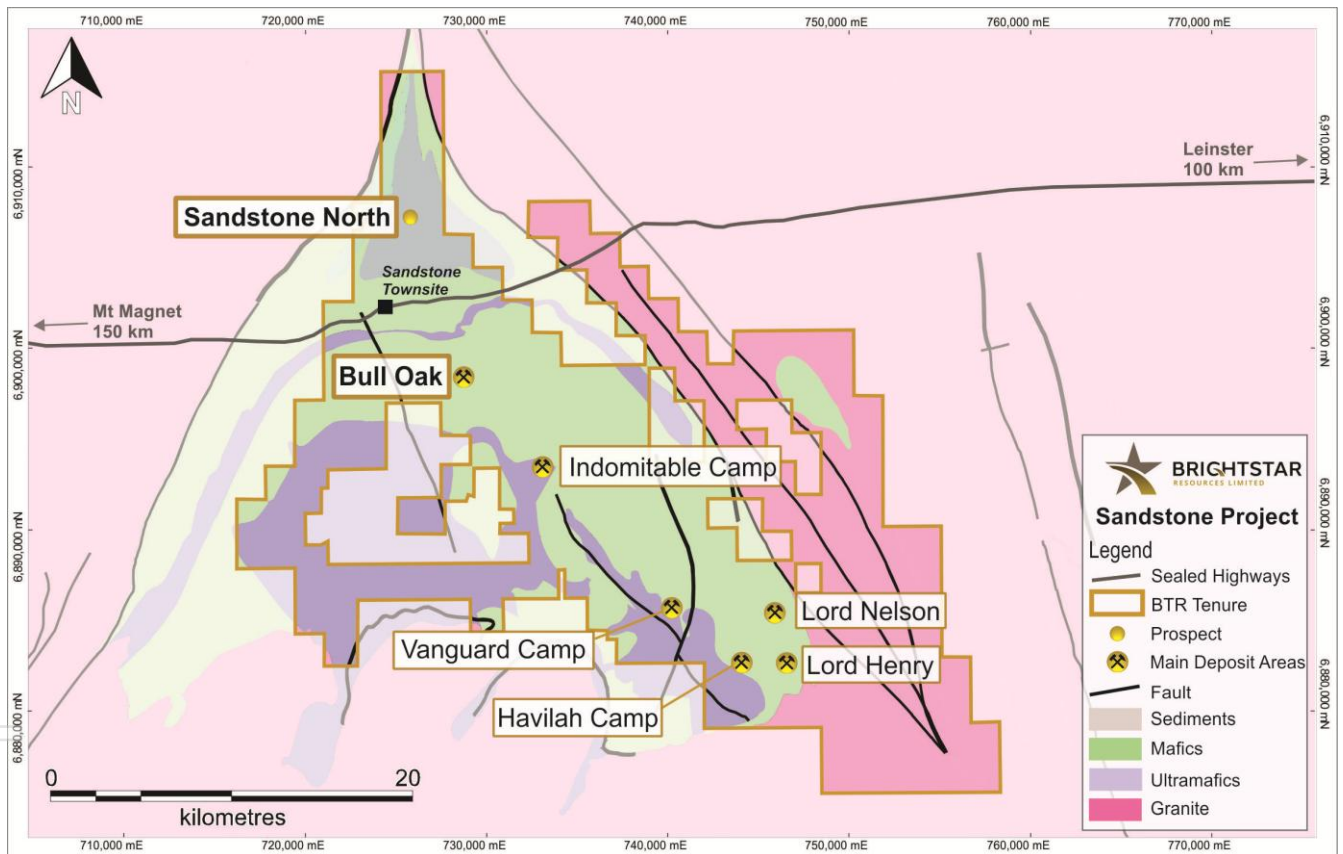 710,000 mE
720,000 mE
730,000 mE
740,000 mE
750,000 mE
760,000 mE
770,000 mE
N
6,910,000 mN
6,910,000 mN
Leinster
100 km
Sandstone North
Sandstone
Townsite
Mt Magnet
150 km
6,900,000 mN
6,900,000 mN
Bull Oak
Indomitable Camp
6,890,000 mN
6,890,000 mN
Lord Nelson
Vanguard Camp
Lord Henry
Havilah Camp
6,880,000 mN
6,880,000 mN
BRIGHTSTAR
RESOURCES LIMITED
Sandstone Project
Legend
Sealed Highways
BTR Tenure
Prospect
Main Deposit Areas
Fault
Sediments
Mafics
Ultramafics
Granite
0
20
kilometres
710,000 mE
720,000 mE
730,000 mE
740,000 mE
750,000 mE
760,000 mE
770,000 mE